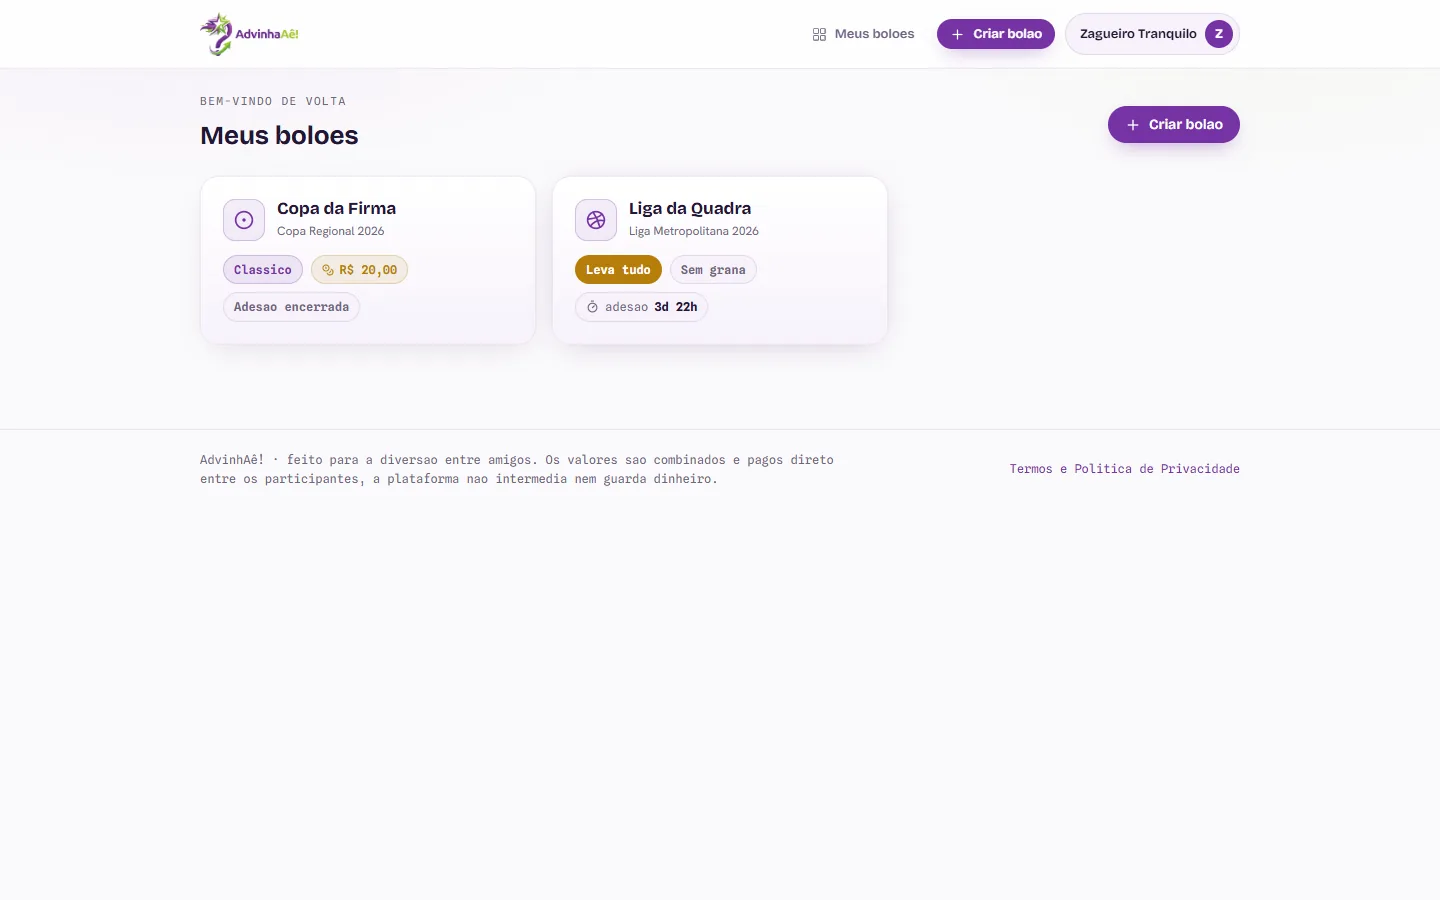 AdvinhaAê!
Meus boloes
Criar bolao
Zagueiro Tranquilo
Z
BEM-VINDO DE VOLTA
Meus boloes
Criar bolao
Copa da Firma
Copa Regional 2026
Classico
R$ 20,00
Adesao encerrada
Liga da Quadra
Liga Metropolitana 2026
Leva tudo
Sem grana
adesao 3d 22h
AdvinhAê! · feito para a diversao entre amigos. Os valores sao combinados e pagos direto
entre os participantes, a plataforma nao intermedia nem guarda dinheiro.
Termos e Politica de Privacidade